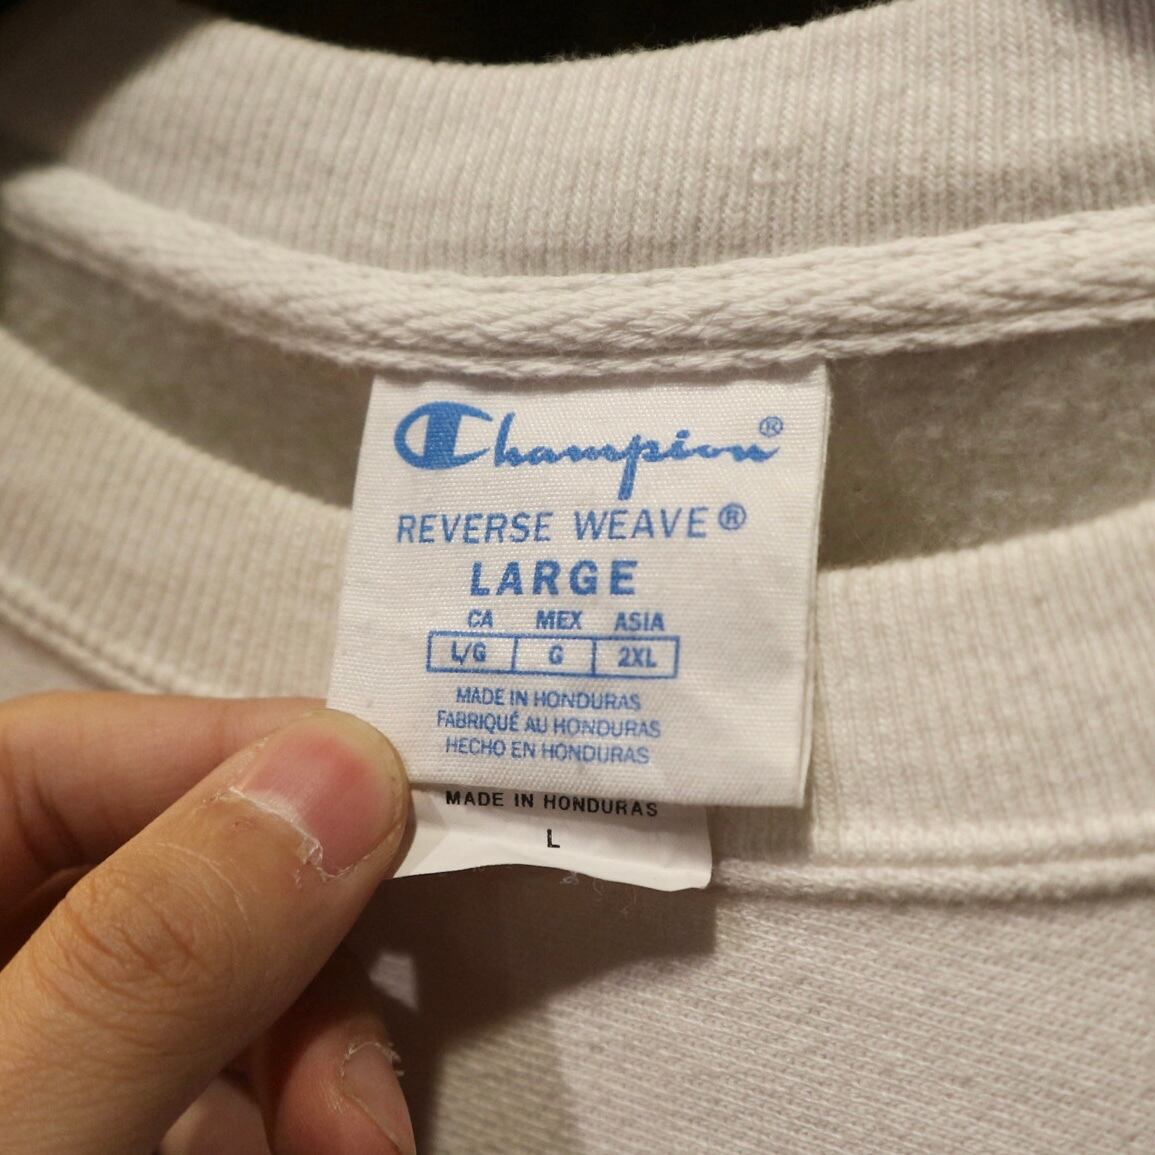 Champion®
REVERSE WEAVE®
LARGE
CA MEX ASIA
L/G G 2XL
MADE IN HONDURAS
FABRIQUÉ AU HONDURAS
HECHO EN HONDURAS
MADE IN HONDURAS
L